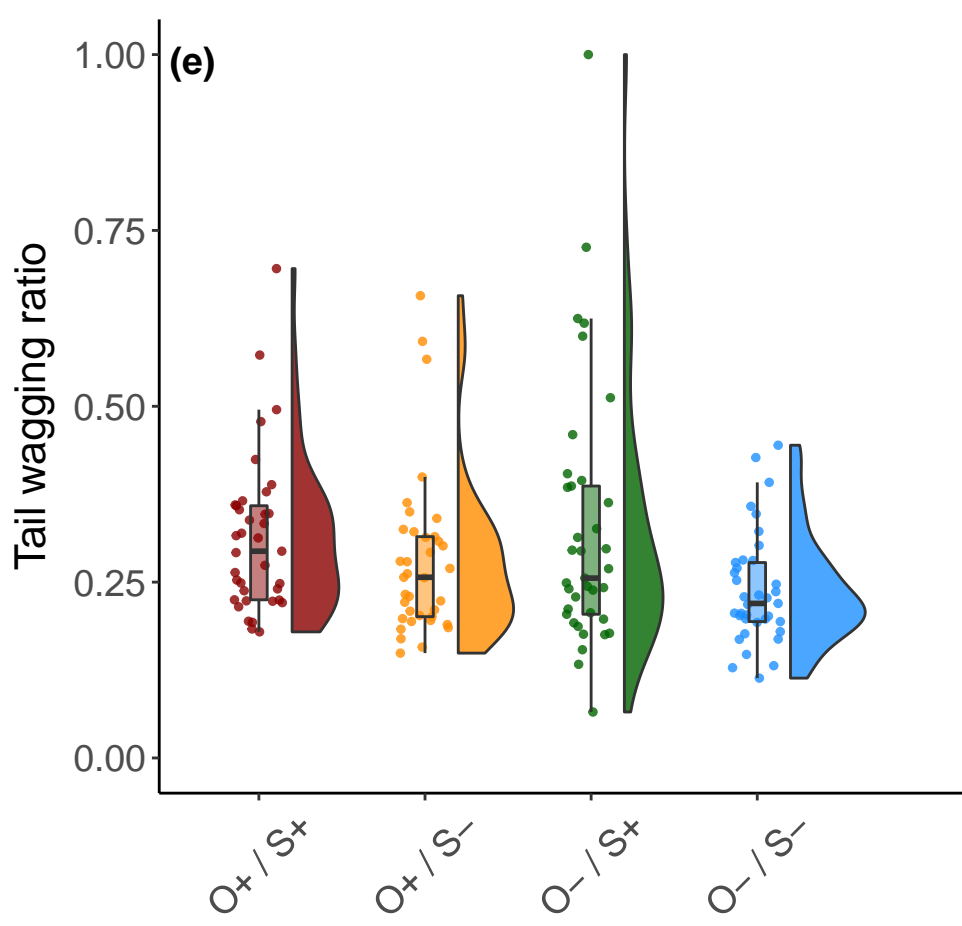 (e)
Tail wagging ratio
1.00
0.75
0.50
0.25
0.00
O+ / S+
O+ / S−
O− / S+
O− / S−